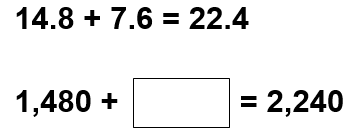 14.8 + 7.6 = 22.4
1,480 + = 2,240